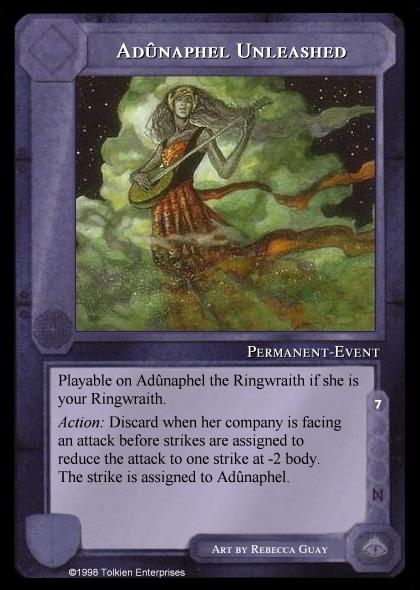 Adûnaphel Unleashed
Permanent-Event
Playable on Adûnaphel the Ringwraith if she is
your Ringwraith.
Action: Discard when her company is facing
an attack before strikes are assigned to
reduce the attack to one strike at -2 body.
The strike is assigned to Adûnaphel.
7
Art by Rebecca Guay
©1998 Tolkien Enterprises